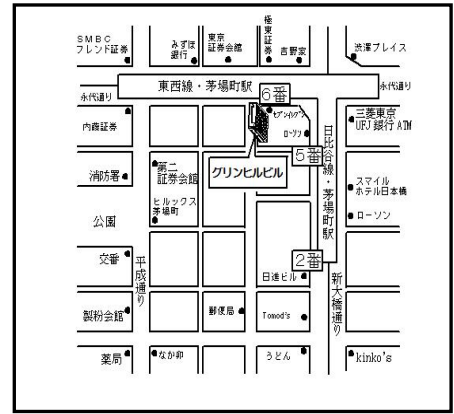 SMBC
フレンド証券
みずほ
銀行
東京
証券会館
極東証券
吉野家
渋澤プレイス
東西線・茅場町駅
永代通り
永代通り
6番
内藤証券
セブンイレブン
ローソン
三菱東京
UFJ銀行ATM
5番
日比谷線・茅場町駅
消防署
第二
証券会館
グリンヒルビル
スマイル
ホテル日本橋
ヒルックス
茅場町
ローソン
公園
交番
平成通り
2番
日進ビル
新大橋通り
製粉会館
郵便局
Tomod's
薬局
なか卯
うどん
kinko's